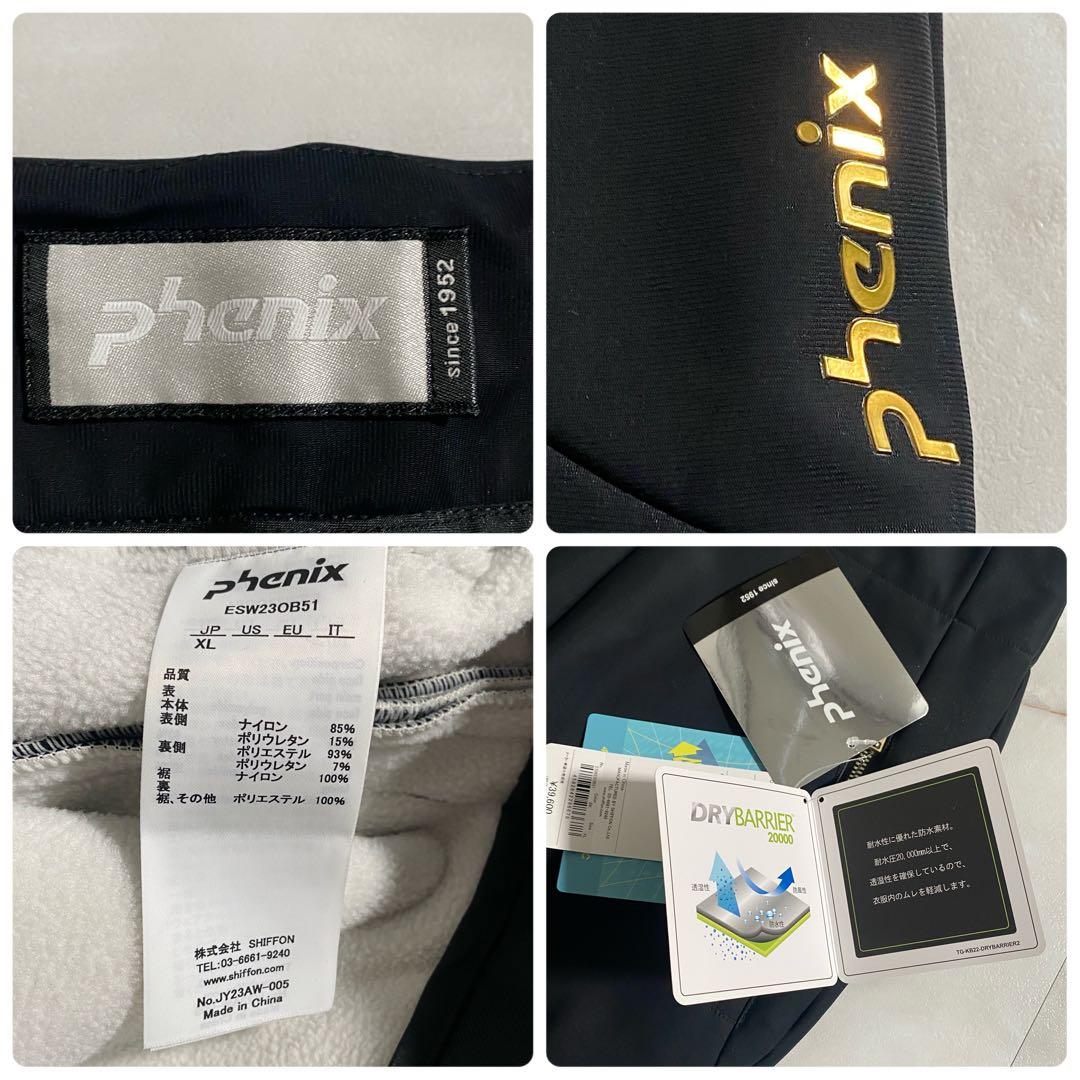 phenix
since 1952
phenix
phenix
ESW23OB51
JP US EU IT
XL
品質
表
本体
表側 ナイロン 85%
ポリウレタン 15%
裏側 ポリエステル 93%
ポリウレタン 7%
裾 ナイロン 100%
裏
裾、その他 ポリエステル 100%
株式会社 SHIFFON
TEL:03-6661-9240
www.shiffon.com
No.JY23AW-005
Made in China
since 1952
phenix
¥39,600
DRYBARRIER
20000
透湿性
防風性
防水性
耐水性に優れた防水素材。
耐水圧20,000mm以上で、
透湿性を確保しているので、
衣服内のムレを軽減します。
TG-KB22-DRYBARRIER2